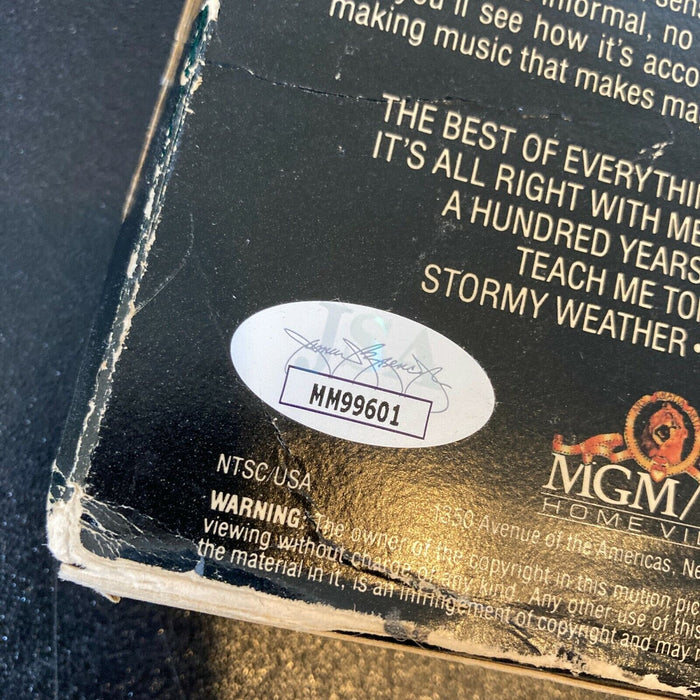 informal, no
you'll see how it's acco
making music that makes ma
THE BEST OF EVERYTHI
IT'S ALL RIGHT WITH ME
A HUNDRED YEARS
TEACH ME TO
STORMY WEATHER •
JSA
MM99601
NTSC/USA
MGM/
HOME VI
1350 Avenue of the Americas, Ne
WARNING: The owner of the copyright in this motion pic
viewing without charge of any kind. Any other use of this
the material in it, is an infringement of copyright and may